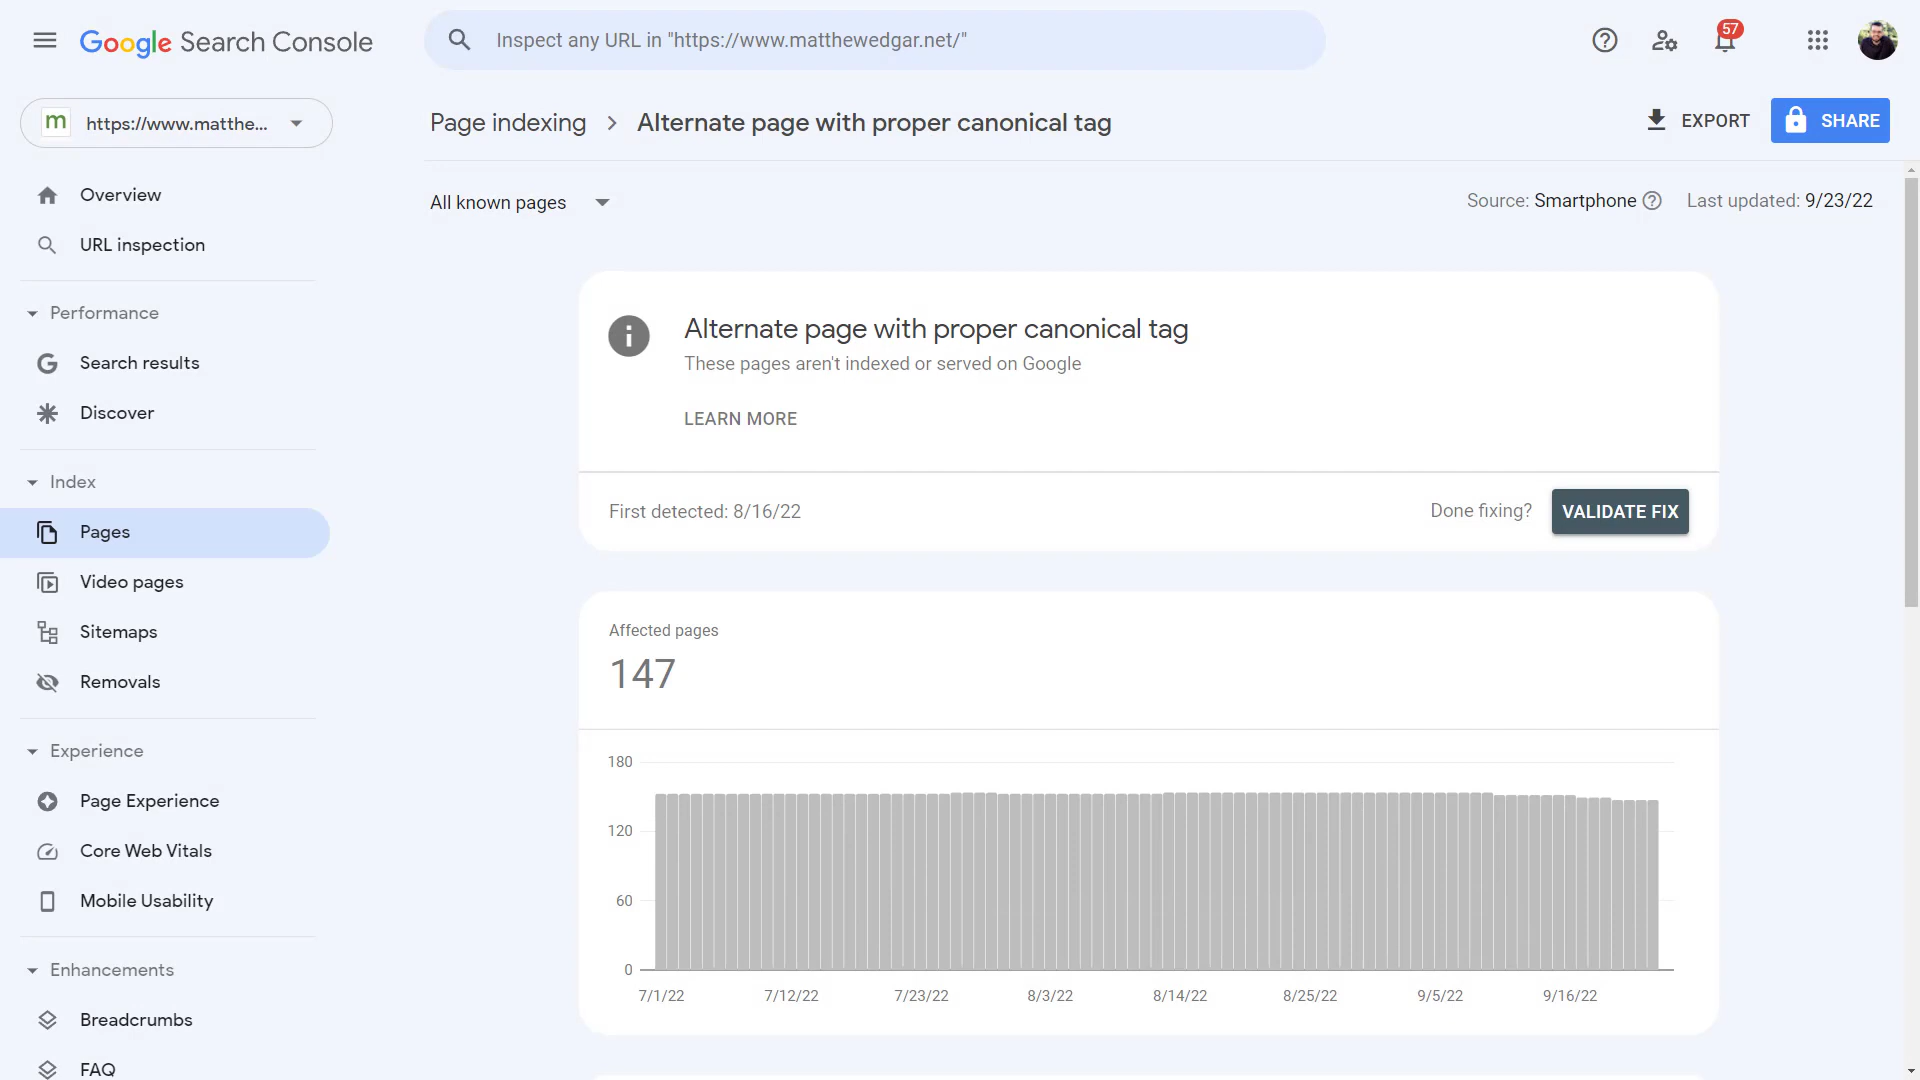 Google Search Console
Inspect any URL in "https://www.matthewedgar.net/"
57
m
https://www.matthe...
Page indexing > Alternate page with proper canonical tag
EXPORT
SHARE
Overview
URL inspection
Performance
Search results
Discover
Index
Pages
Video pages
Sitemaps
Removals
Experience
Page Experience
Core Web Vitals
Mobile Usability
Enhancements
Breadcrumbs
FAQ
All known pages
Source: Smartphone
Last updated: 9/23/22
Alternate page with proper canonical tag
These pages aren't indexed or served on Google
LEARN MORE
First detected: 8/16/22
Done fixing?
VALIDATE FIX
Affected pages
147
180
120
60
0
7/1/22 7/12/22 7/23/22 8/3/22 8/14/22 8/25/22 9/5/22 9/16/22